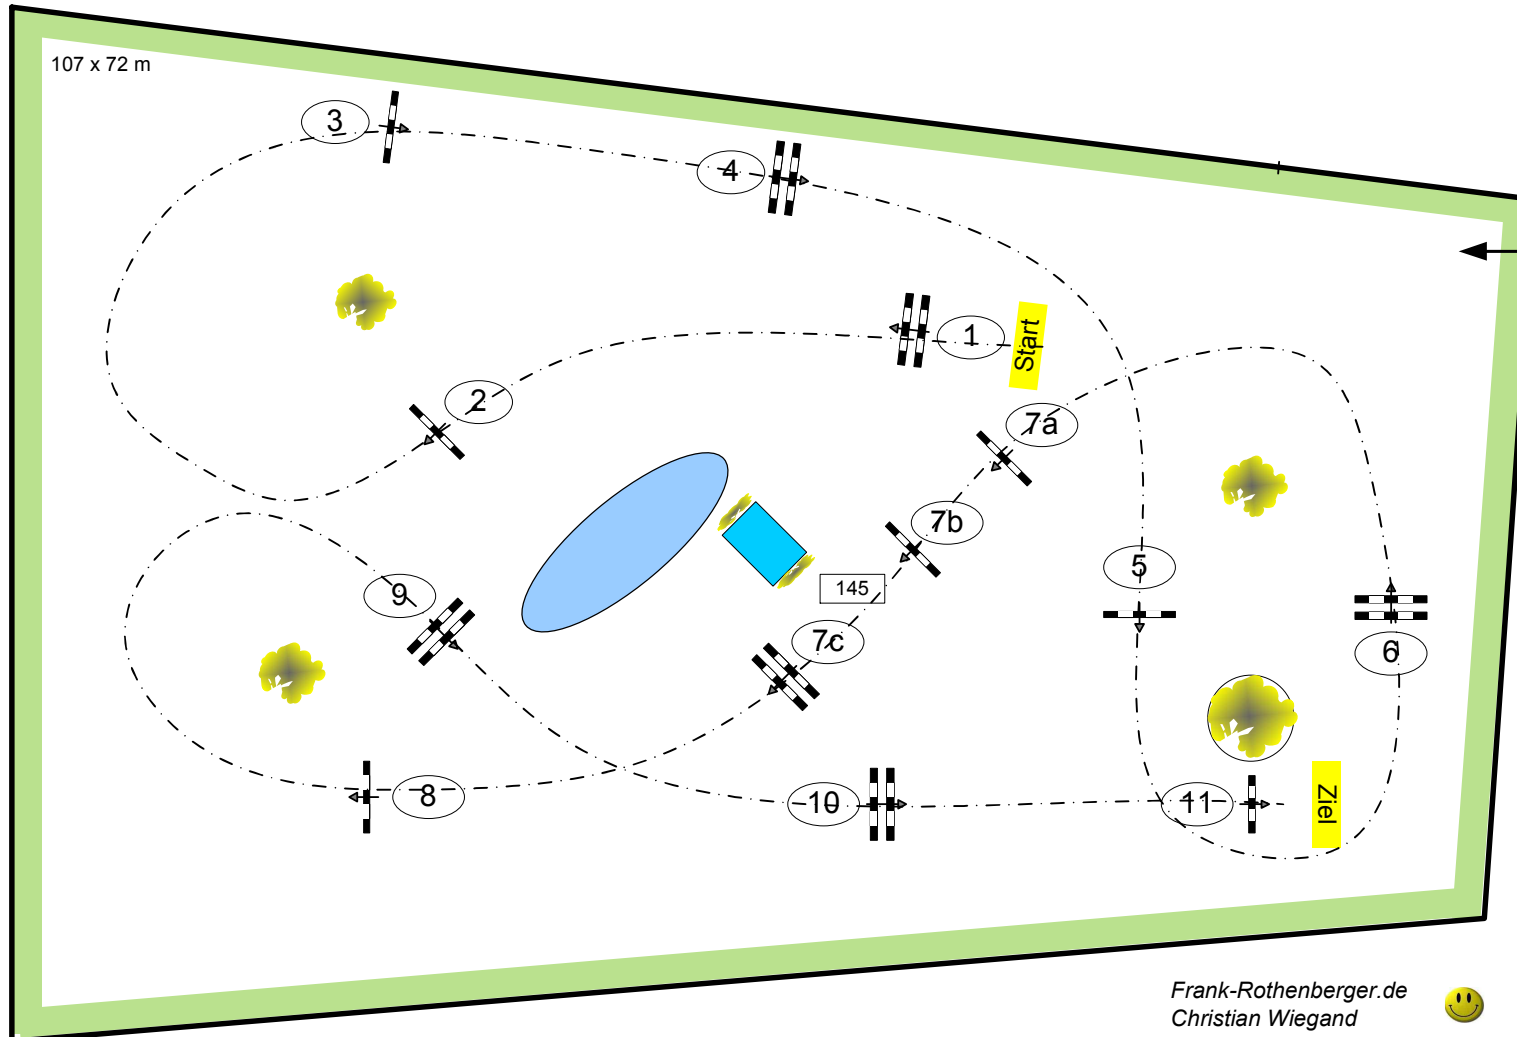 107 x 72 m
3
4
1
Start
2
7a
7b
5
9
145
7c
6
8
10
11
Ziel
Frank-Rothenberger.de
Christian Wiegand